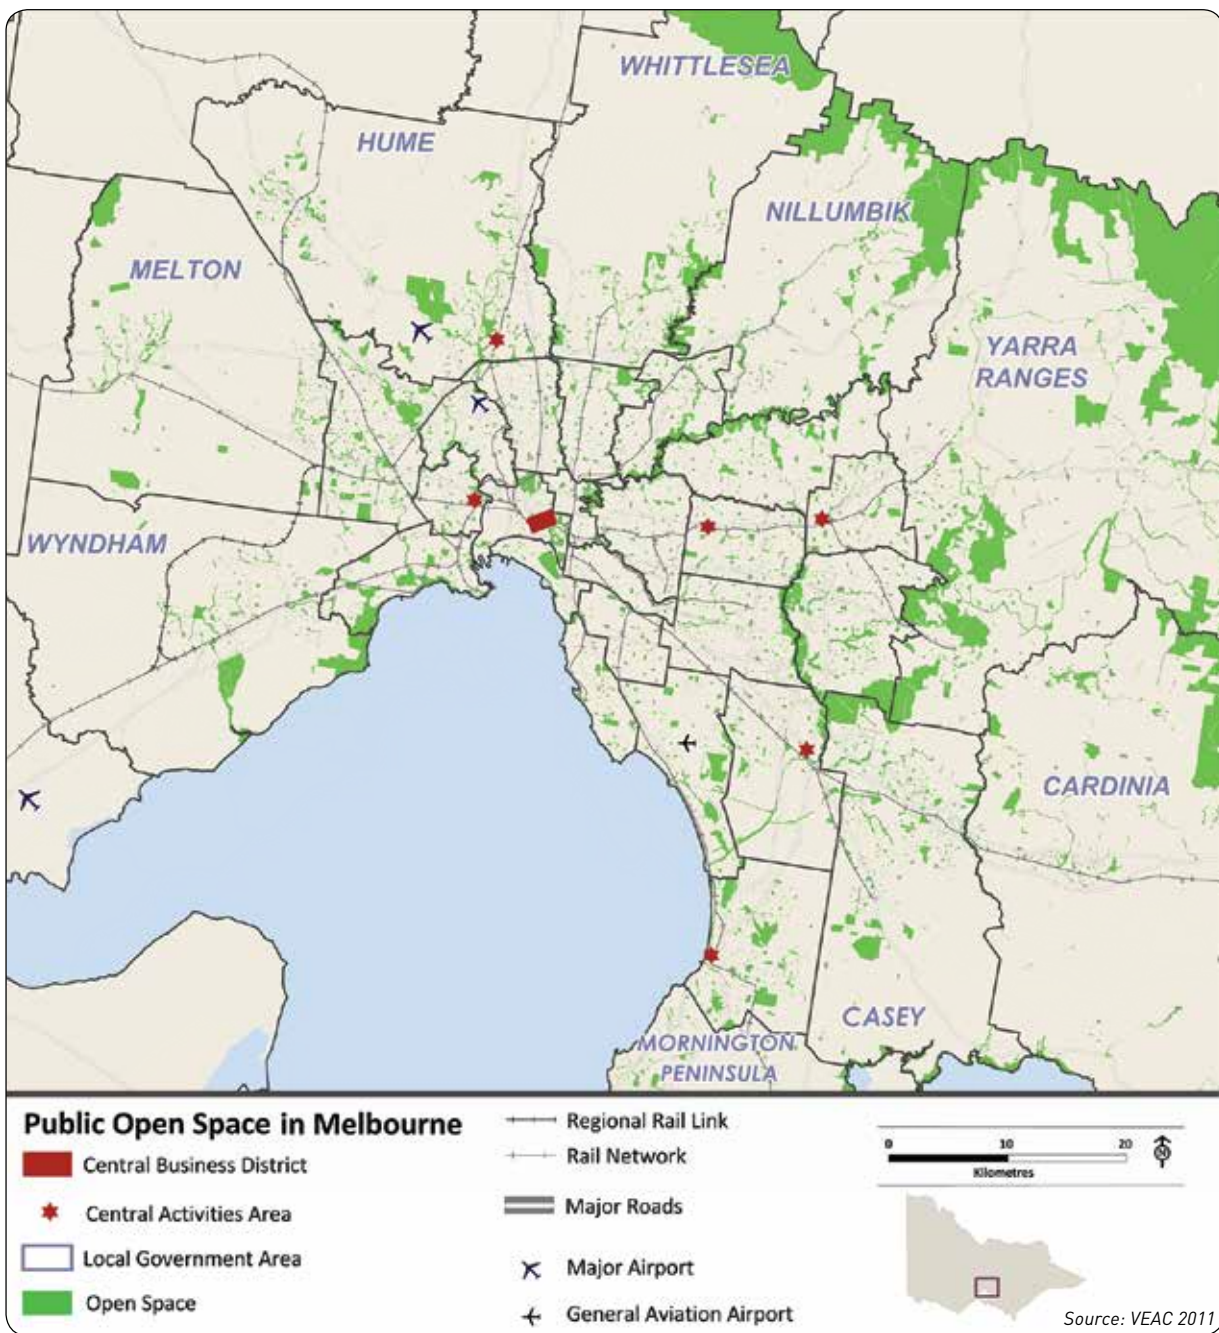 WHITTLESEA
HUME
NILLUMBIK
MELTON
YARRA
RANGES
WYNDHAM
CARDINIA
CASEY
MORNINGTON
PENINSULA
Public Open Space in Melbourne
Central Business District
Central Activities Area
Local Government Area
Open Space
Regional Rail Link
Rail Network
Major Roads
Major Airport
General Aviation Airport
0 10 20
Kilometres
N
Source: VEAC 2011